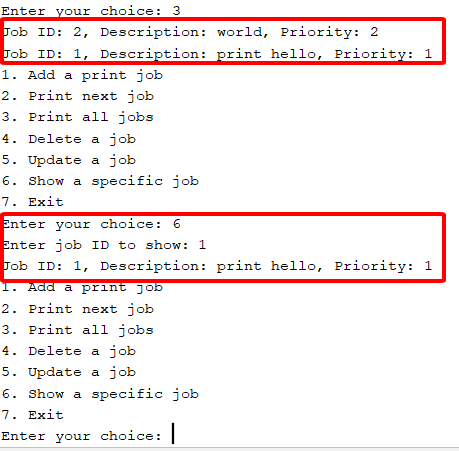 Enter your choice: 3
Job ID: 2, Description: world, Priority: 2
Job ID: 1, Description: print hello, Priority: 1
1. Add a print job
2. Print next job
3. Print all jobs
4. Delete a job
5. Update a job
6. Show a specific job
7. Exit
Enter your choice: 6
Enter job ID to show: 1
Job ID: 1, Description: print hello, Priority: 1
1. Add a print job
2. Print next job
3. Print all jobs
4. Delete a job
5. Update a job
6. Show a specific job
7. Exit
Enter your choice: